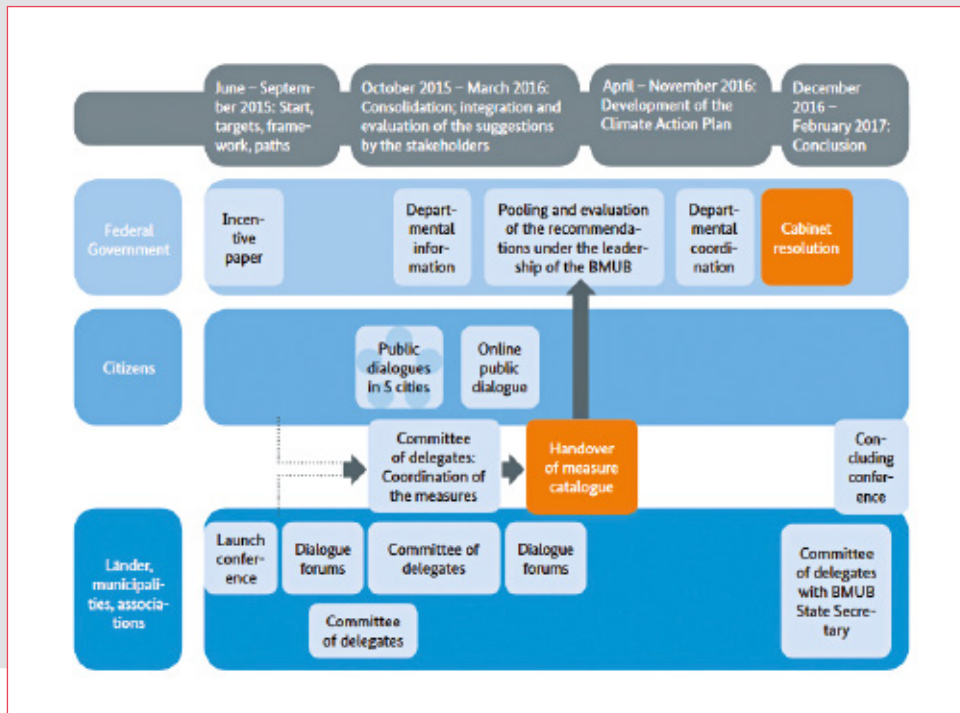 June – Septem-
ber 2015: Start,
targets, frame-
work, paths
October 2015 – March 2016:
Consolidation; integration and
evaluation of the suggestions
by the stakeholders
April – November 2016:
Development of the
Climate Action Plan
December
2016 –
February 2017:
Conclusion
Federal
Government
Incen-
tive
paper
Depart-
mental
infor-
mation
Pooling and evaluation
of the recommenda-
tions under the leader-
ship of the BMUB
Depart-
mental
coordi-
nation
Cabinet
resolution
Citizens
Public
dialogues
in 5 cities
Online
public
dialogue
Committee
of delegates:
Coordination of
the measures
Handover
of measure
catalogue
Con-
cluding
confer-
ence
Länder,
municipali-
ties, associa-
tions
Launch
confer-
ence
Dialogue
forums
Committee of
delegates
Dialogue
forums
Committee
of delegates
Committee
of delegates
with BMUB
State Secre-
tary